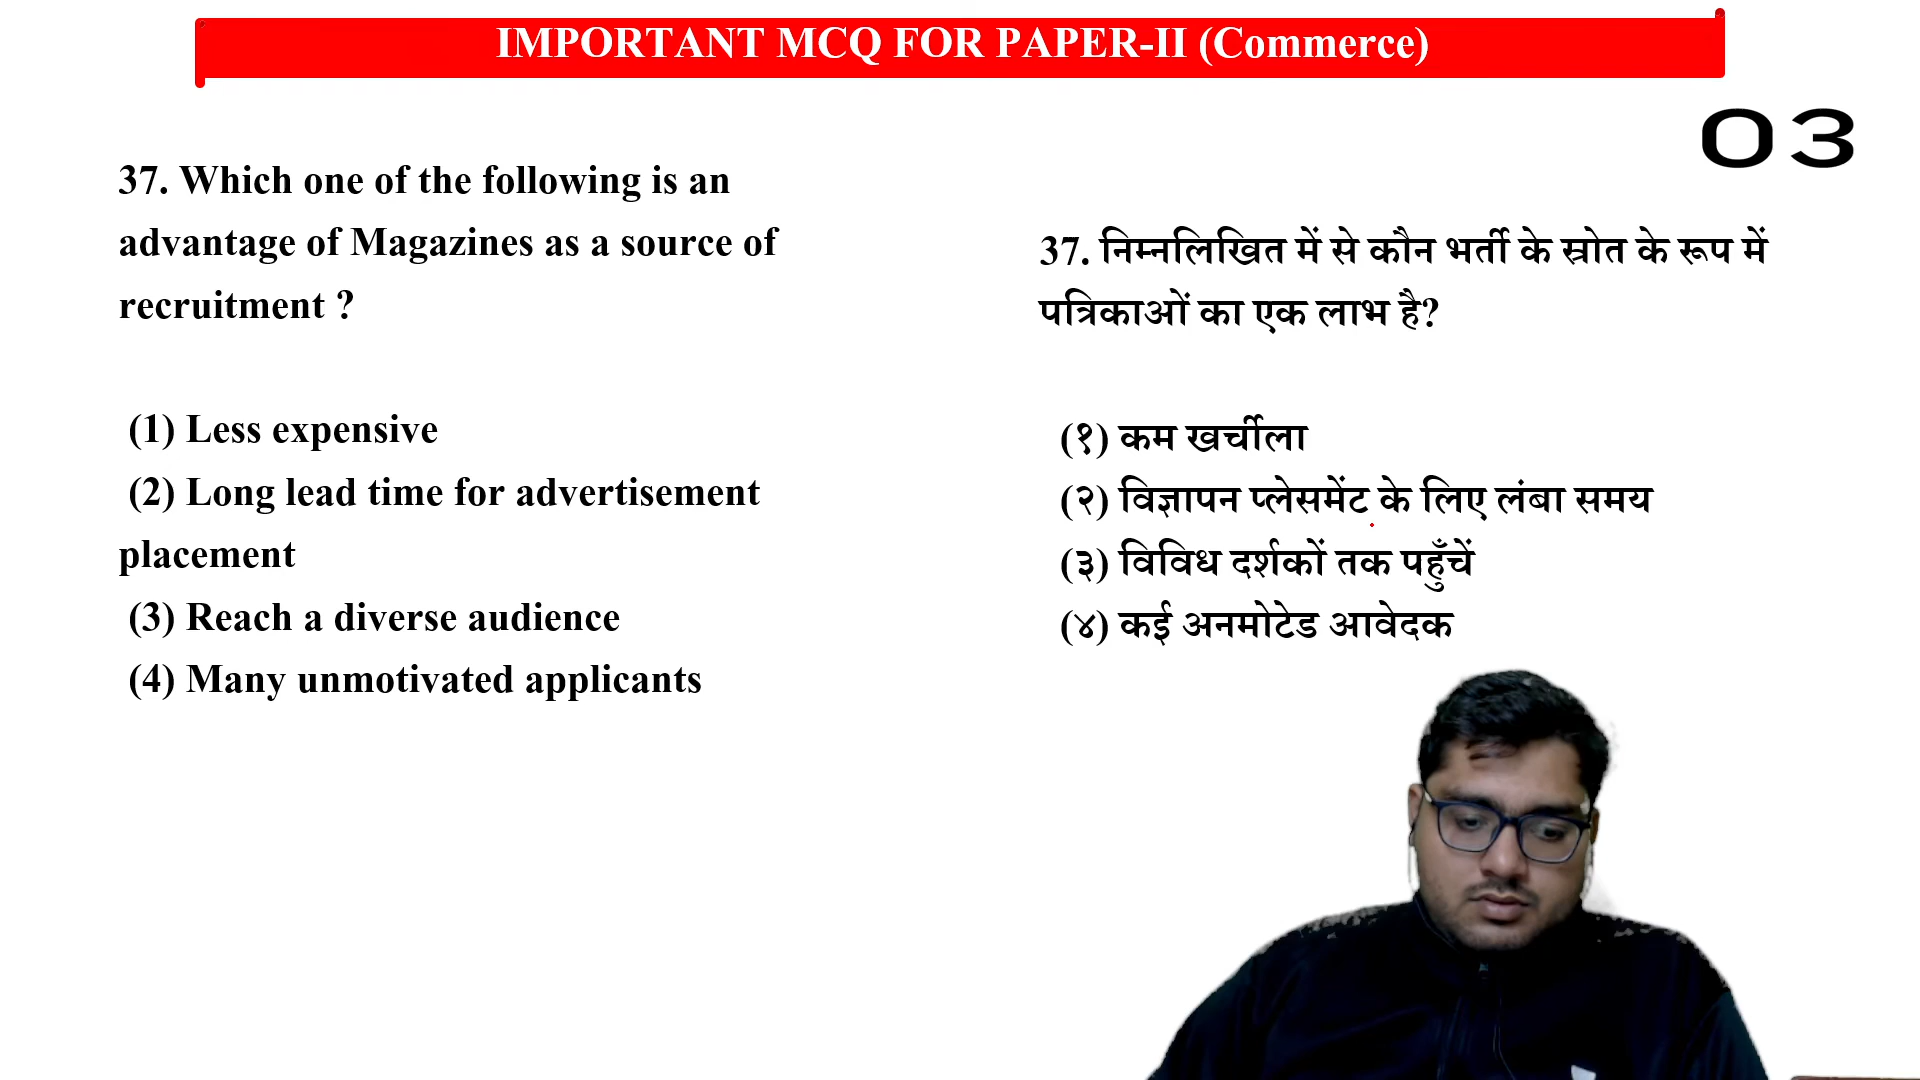 IMPORTANT MCQ FOR PAPER-II (Commerce)
03
37. Which one of the following is an
advantage of Magazines as a source of
recruitment ?
(1) Less expensive
(2) Long lead time for advertisement
placement
(3) Reach a diverse audience
(4) Many unmotivated applicants
37. निम्नलिखित में से कौन भर्ती के स्रोत के रूप में
पत्रिकाओं का एक लाभ है?
(१) कम खर्चीला
(२) विज्ञापन प्लेसमेंट के लिए लंबा समय
(३) विविध दर्शकों तक पहुँचें
(४) कई अनमोटेड आवेदक